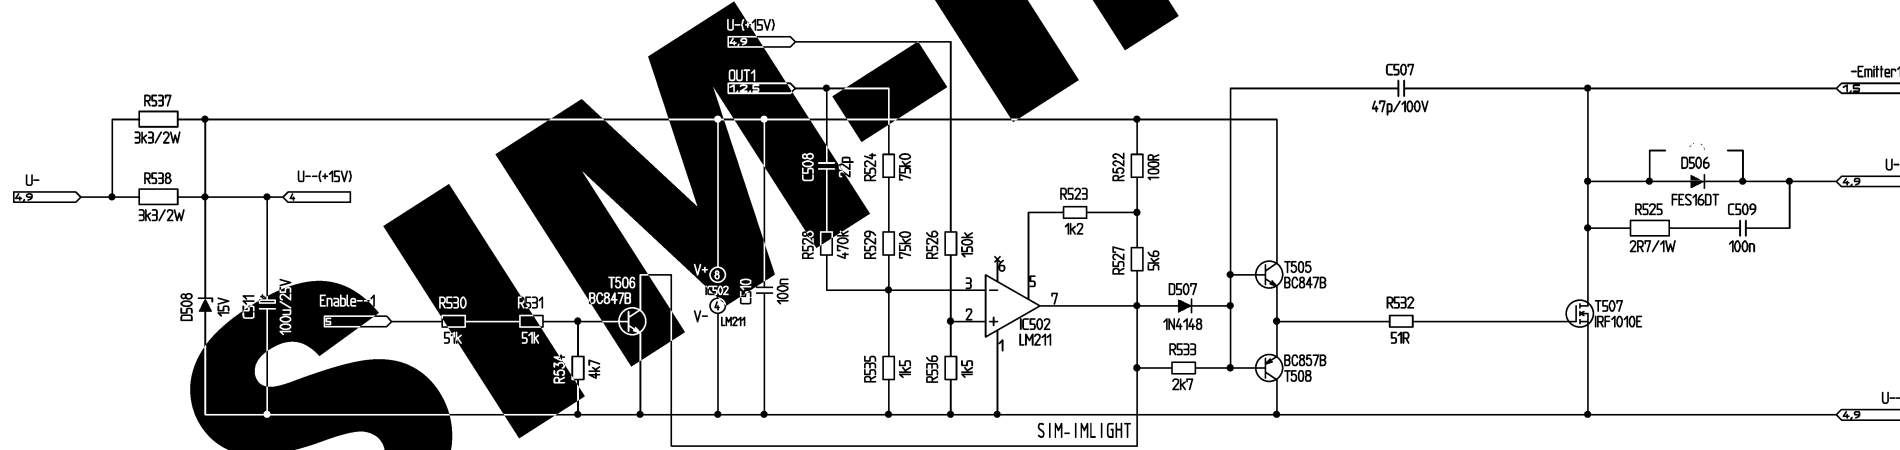 U-(+15V)
4,9
OUT1
1,2,5
C507
47p/100V
-Emitter1
1,5
R537
3k3/2W
U-
4,9
R538
3k3/2W
U--(+15V)
4
C508
22p
R524
75k0
R522
100R
D506
FES16DT
U-
4,9
R523
1k2
R525
2R7/1W
C509
100n
R528
470k
R529
75k0
R526
150k
R527
5k6
D508
15V
C511
100u/25V
Enable--1
5
R530
51k
R531
51k
T506
BC847B
V+
8
IC502
4
V-
LM211
C510
100n
6
5
3
2
7
1
IC502
LM211
D507
1N4148
T505
BC847B
R532
51R
T507
IRF1010E
R534
4k7
R535
1k5
R536
1k5
R533
2k7
BC857B
T508
U--
4,9
SIM-IMLIGHT